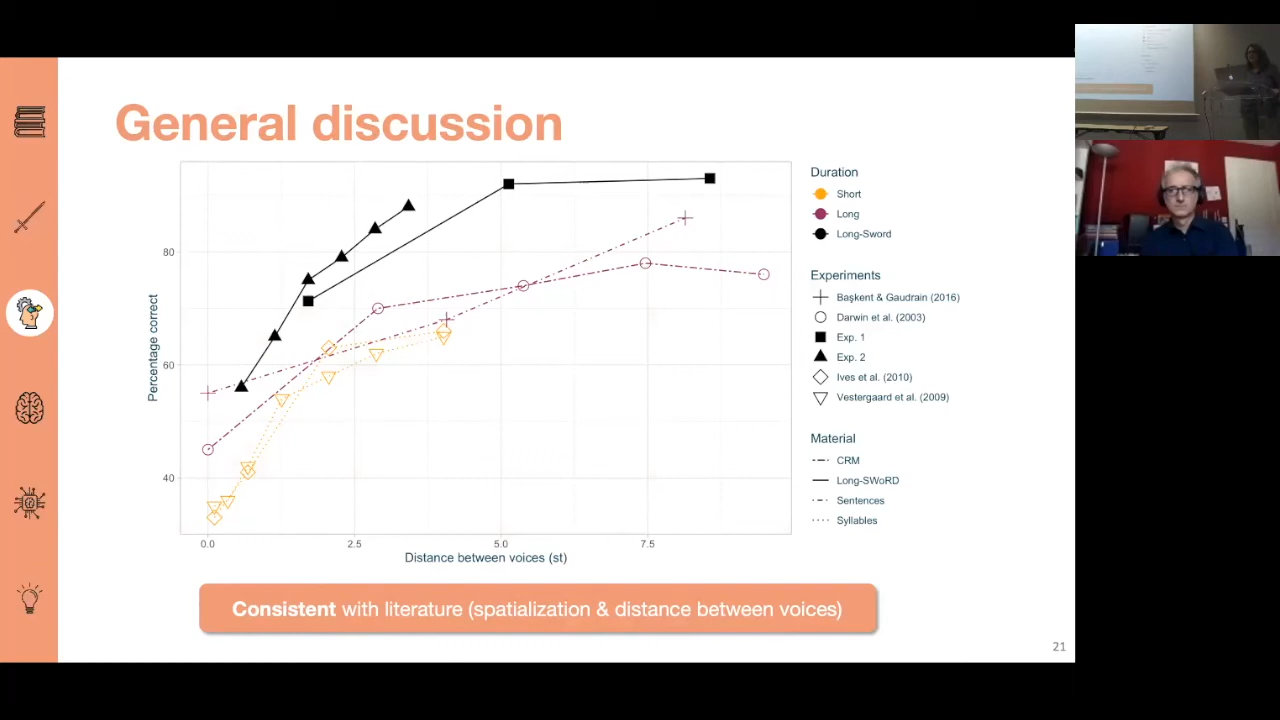 General discussion
Percentage correct
80
60
40
0.0 2.5 5.0 7.5
Distance between voices (st)
Duration
Short
Long
Long-Sword
Experiments
Başkent & Gaudrain (2016)
Darwin et al. (2003)
Exp. 1
Exp. 2
Ives et al. (2010)
Vestergaard et al. (2009)
Material
CRM
Long-SWoRD
Sentences
Syllables
Consistent with literature (spatialization & distance between voices)
21